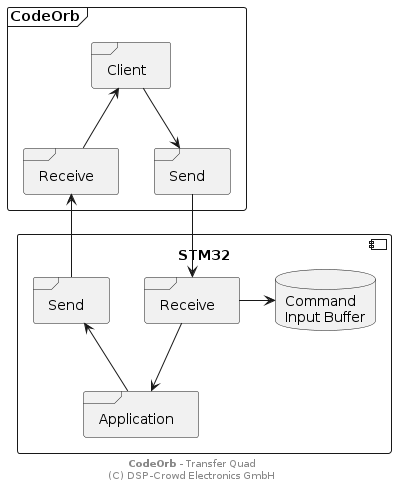 CodeOrb
Client
Receive
Send
STM32
Send
Receive
Command
Input Buffer
Application
CodeOrb - Transfer Quad
(C) DSP-Crowd Electronics GmbH